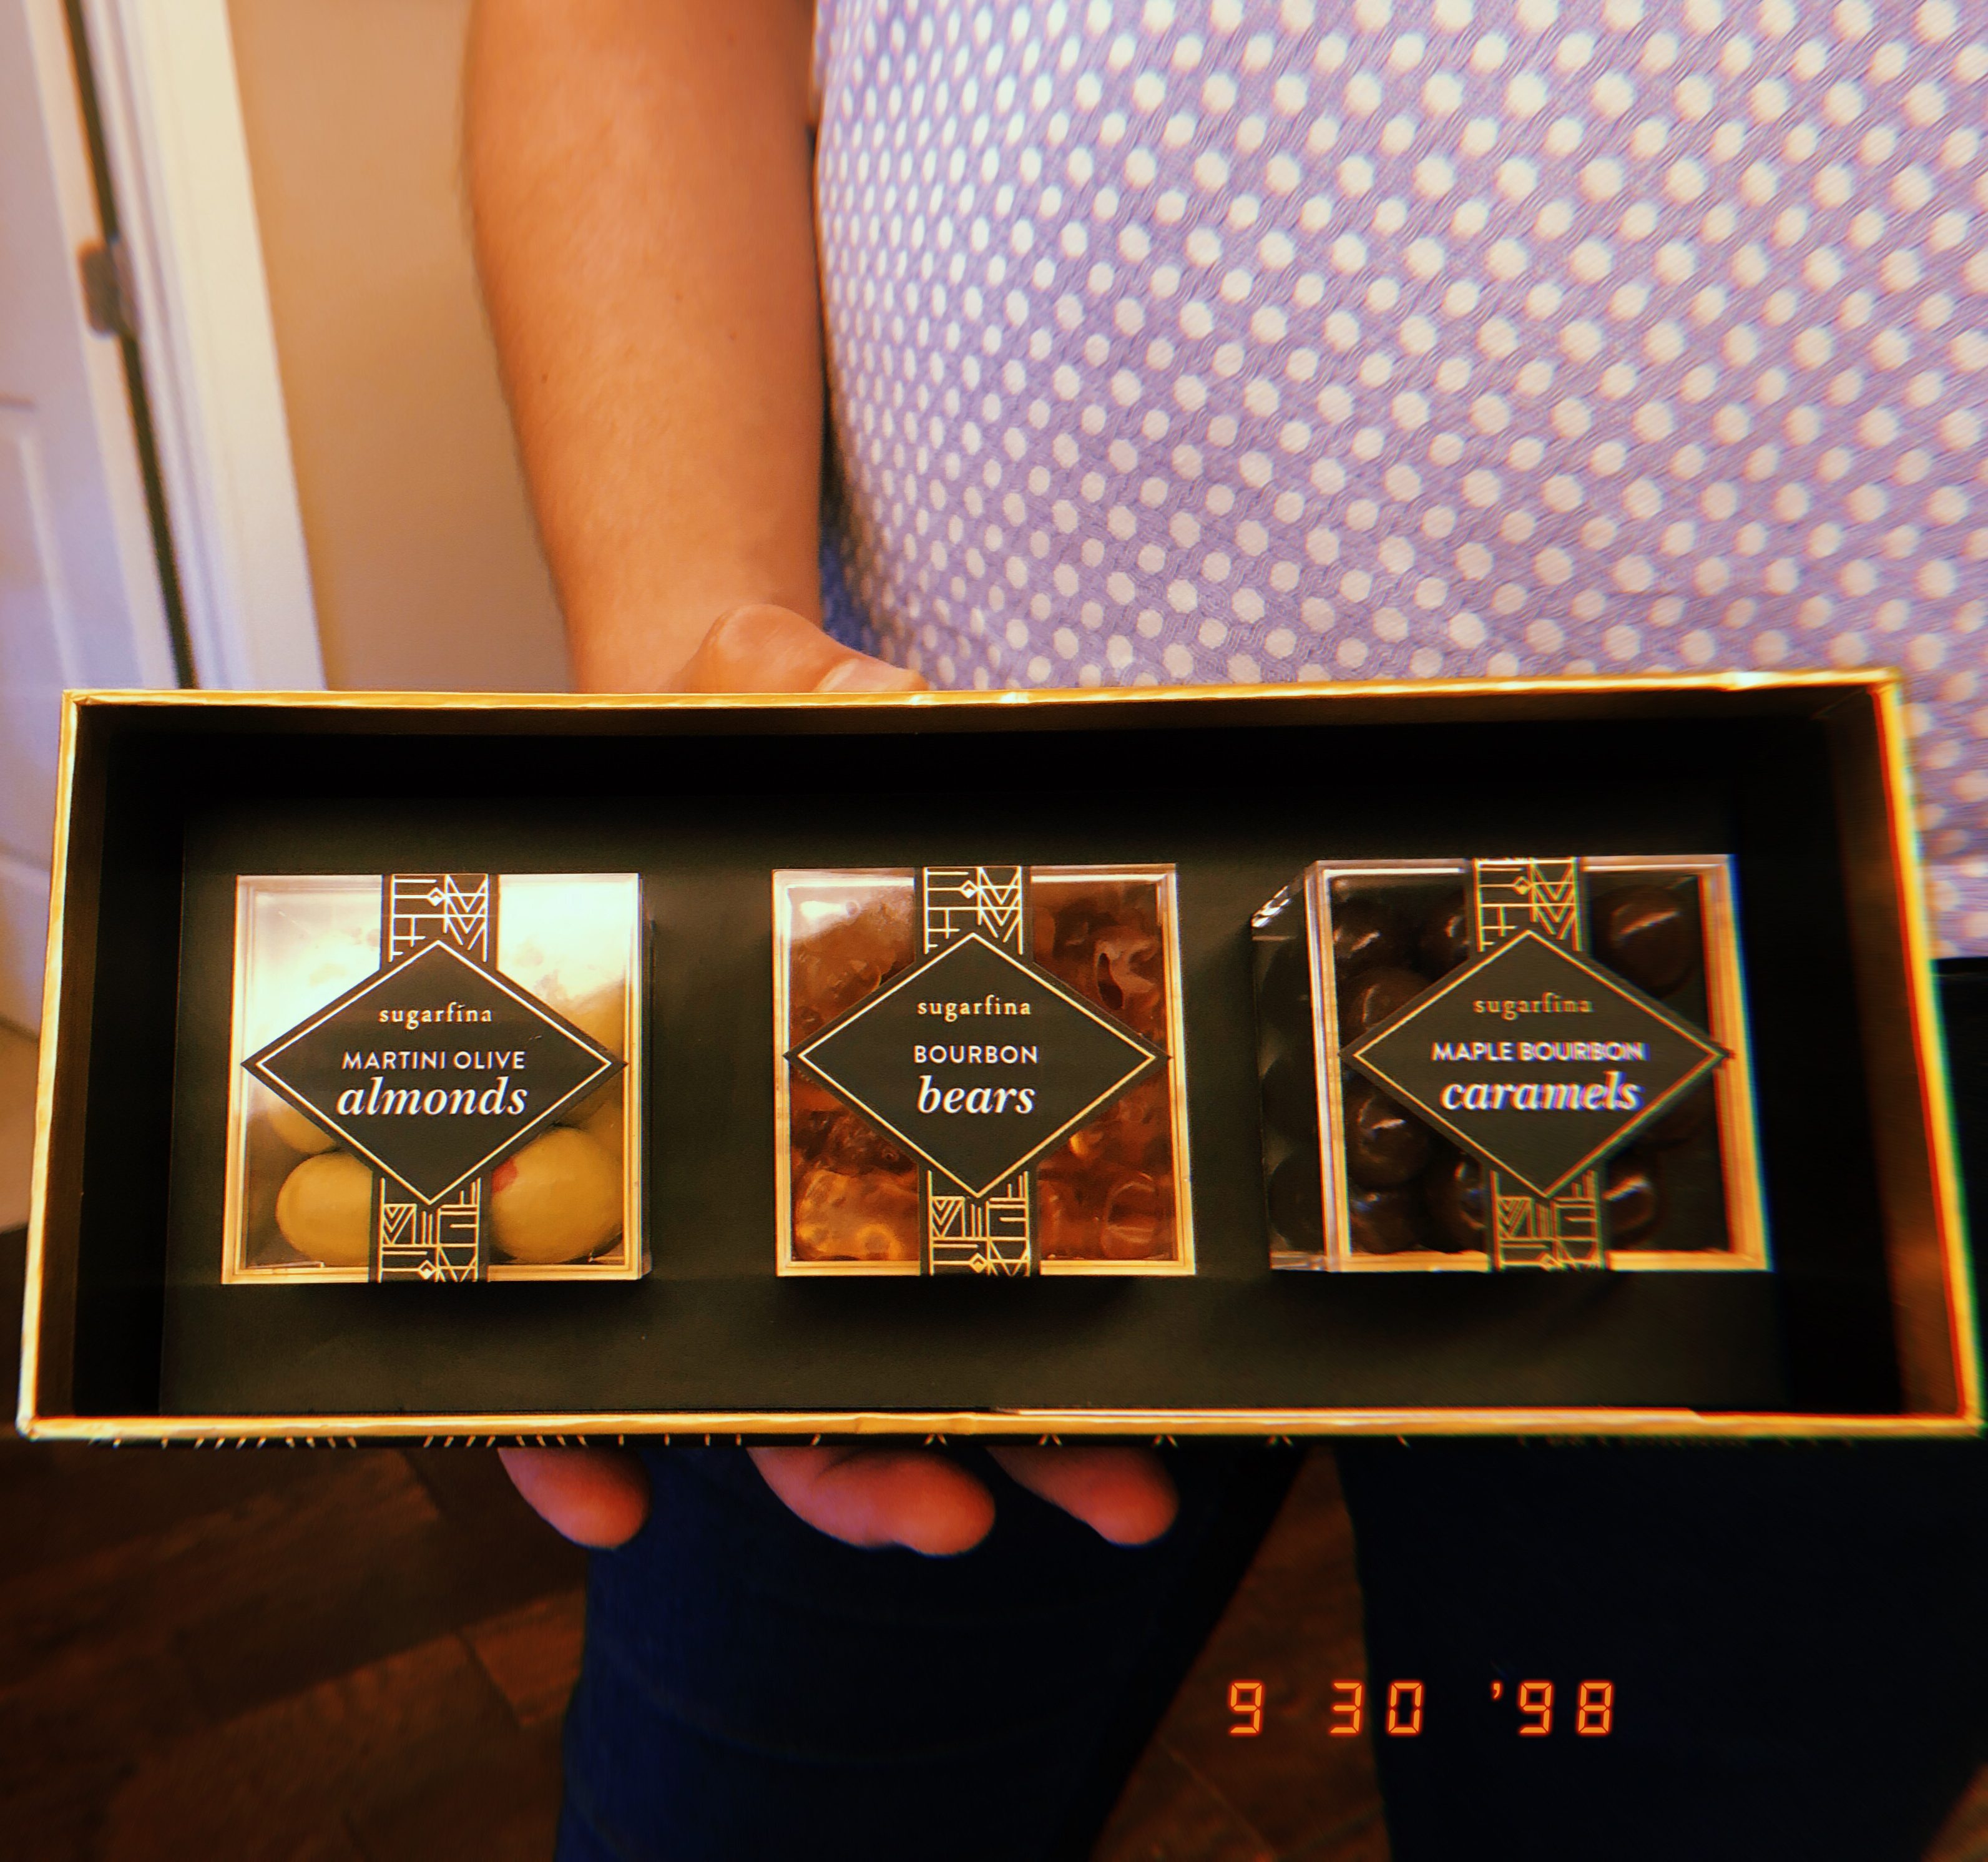 sugarfina
MARTINI OLIVE
almonds
sugarfina
BOURBON
bears
sugarfina
MAPLE BOURBON
caramels
9 30 '98